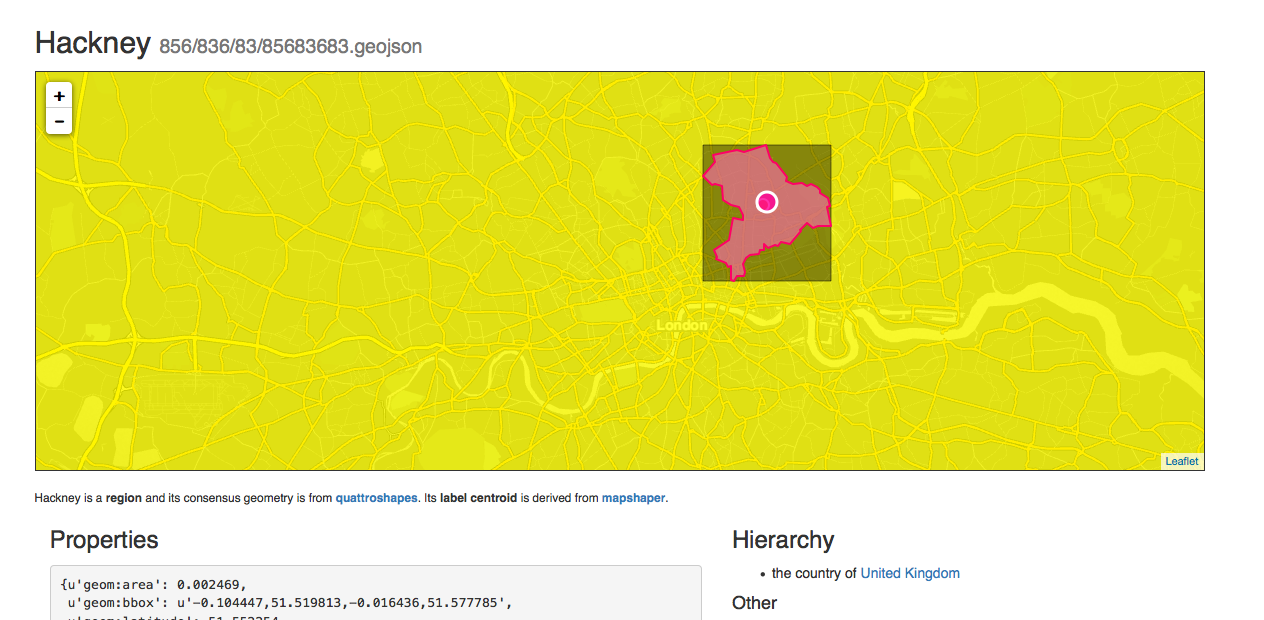 Hackney 856/836/83/85683683.geojson
+
−
London
Leaflet
Hackney is a region and its consensus geometry is from quattroshapes. Its label centroid is derived from mapshaper.
Properties
{u'geom:area': 0.002469,
u'geom:bbox': u'-0.104447,51.519813,-0.016436,51.577785',
Hierarchy
• the country of United Kingdom
Other